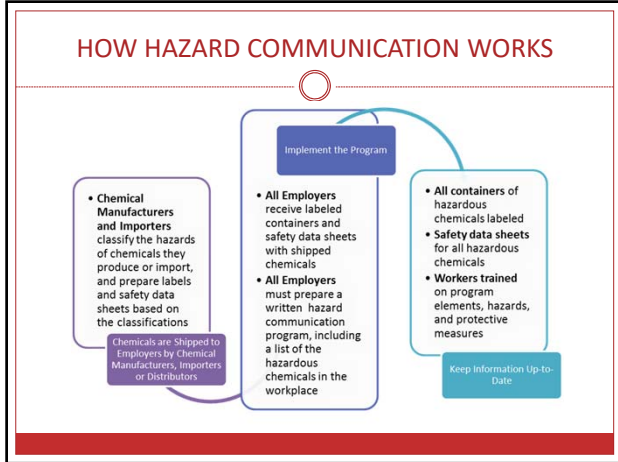 HOW HAZARD COMMUNICATION WORKS
• Chemical
Manufacturers
and Importers
classify the hazards
of chemicals they
produce or import,
and prepare labels
and safety data
sheets based on
the classifications
Chemicals are Shipped to
Employers by Chemical
Manufacturers, Importers
or Distributors
Implement the Program
• All Employers
receive labeled
containers and
safety data sheets
with shipped
chemicals
• All Employers
must prepare a
written hazard
communication
program, including
a list of the
hazardous
chemicals in the
workplace
• All containers of
hazardous
chemicals labeled
• Safety data sheets
for all hazardous
chemicals
• Workers trained
on program
elements, hazards,
and protective
measures
Keep Information Up-to-
Date